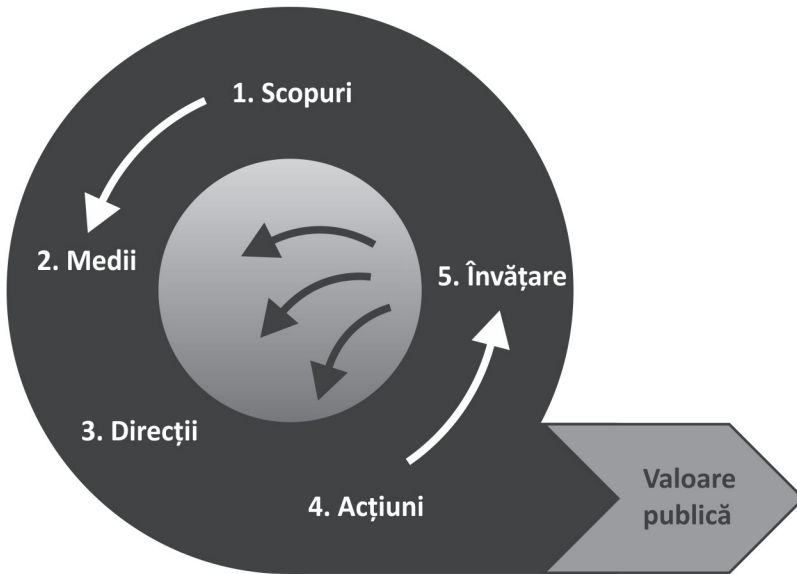 1. Scopuri
2. Medii
5. Învățare
3. Direcții
4. Acțiuni
Valoare
publică